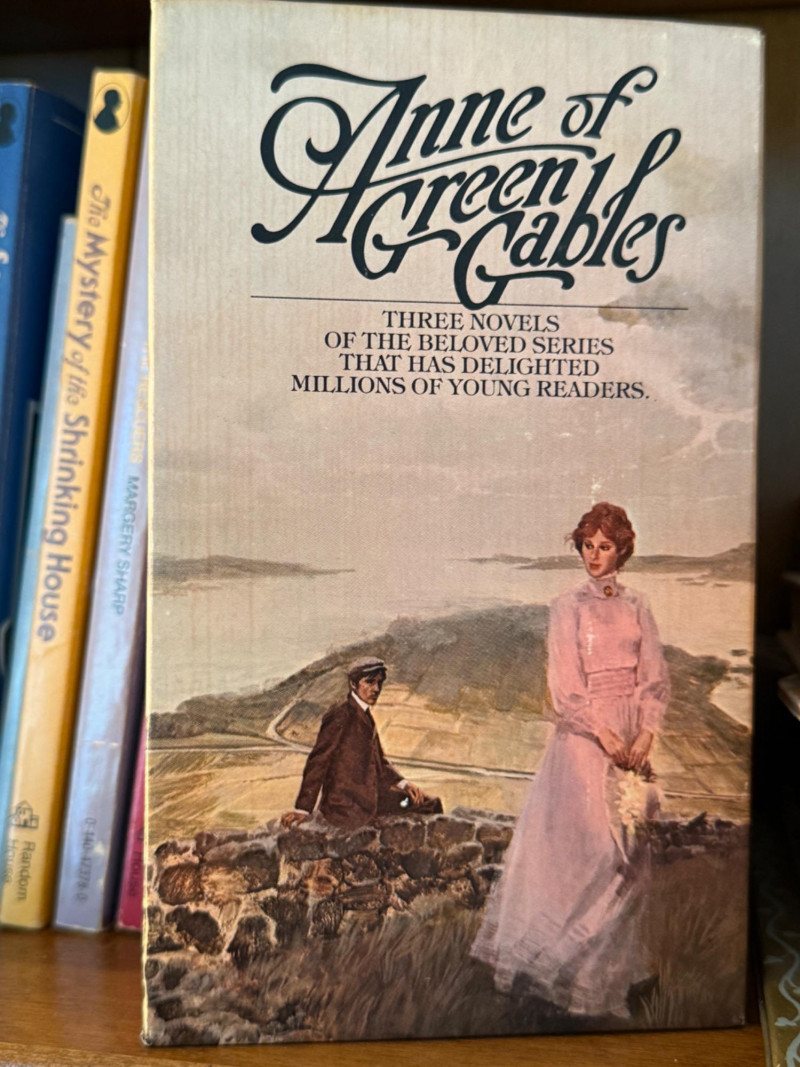 Anne of
Green
Gables
THREE NOVELS
OF THE BELOVED SERIES
THAT HAS DELIGHTED
MILLIONS OF YOUNG READERS.
The Mystery of the Shrinking House
Random
House
MARGERY SHARP